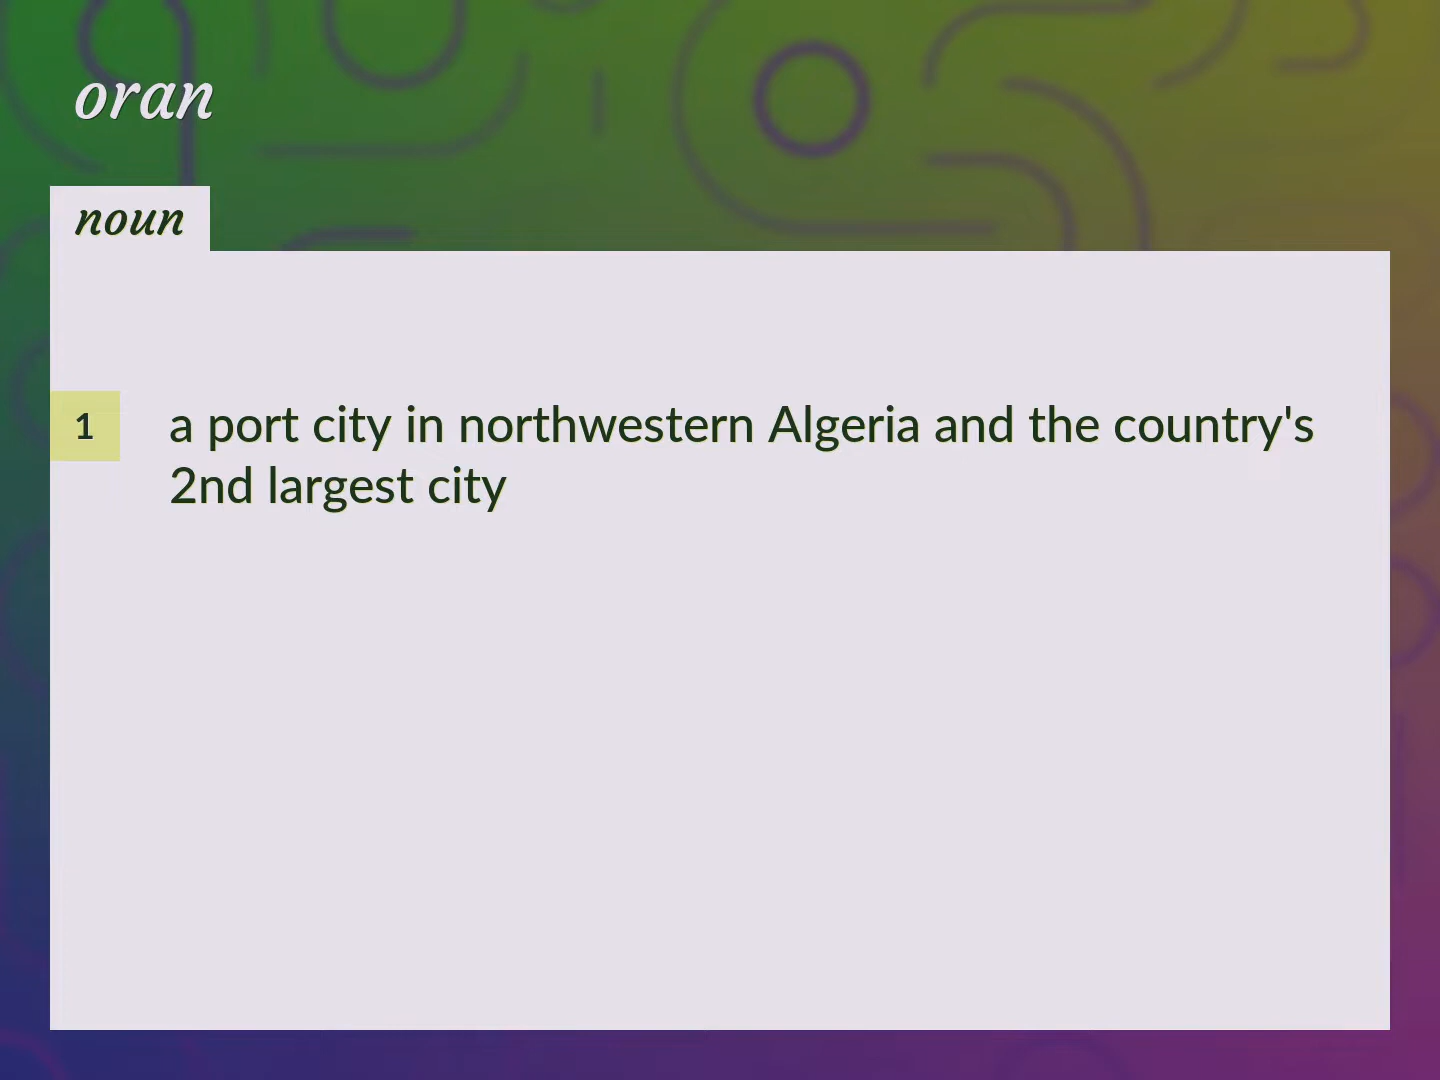 oran
noun
1
a port city in northwestern Algeria and the country's
2nd largest city